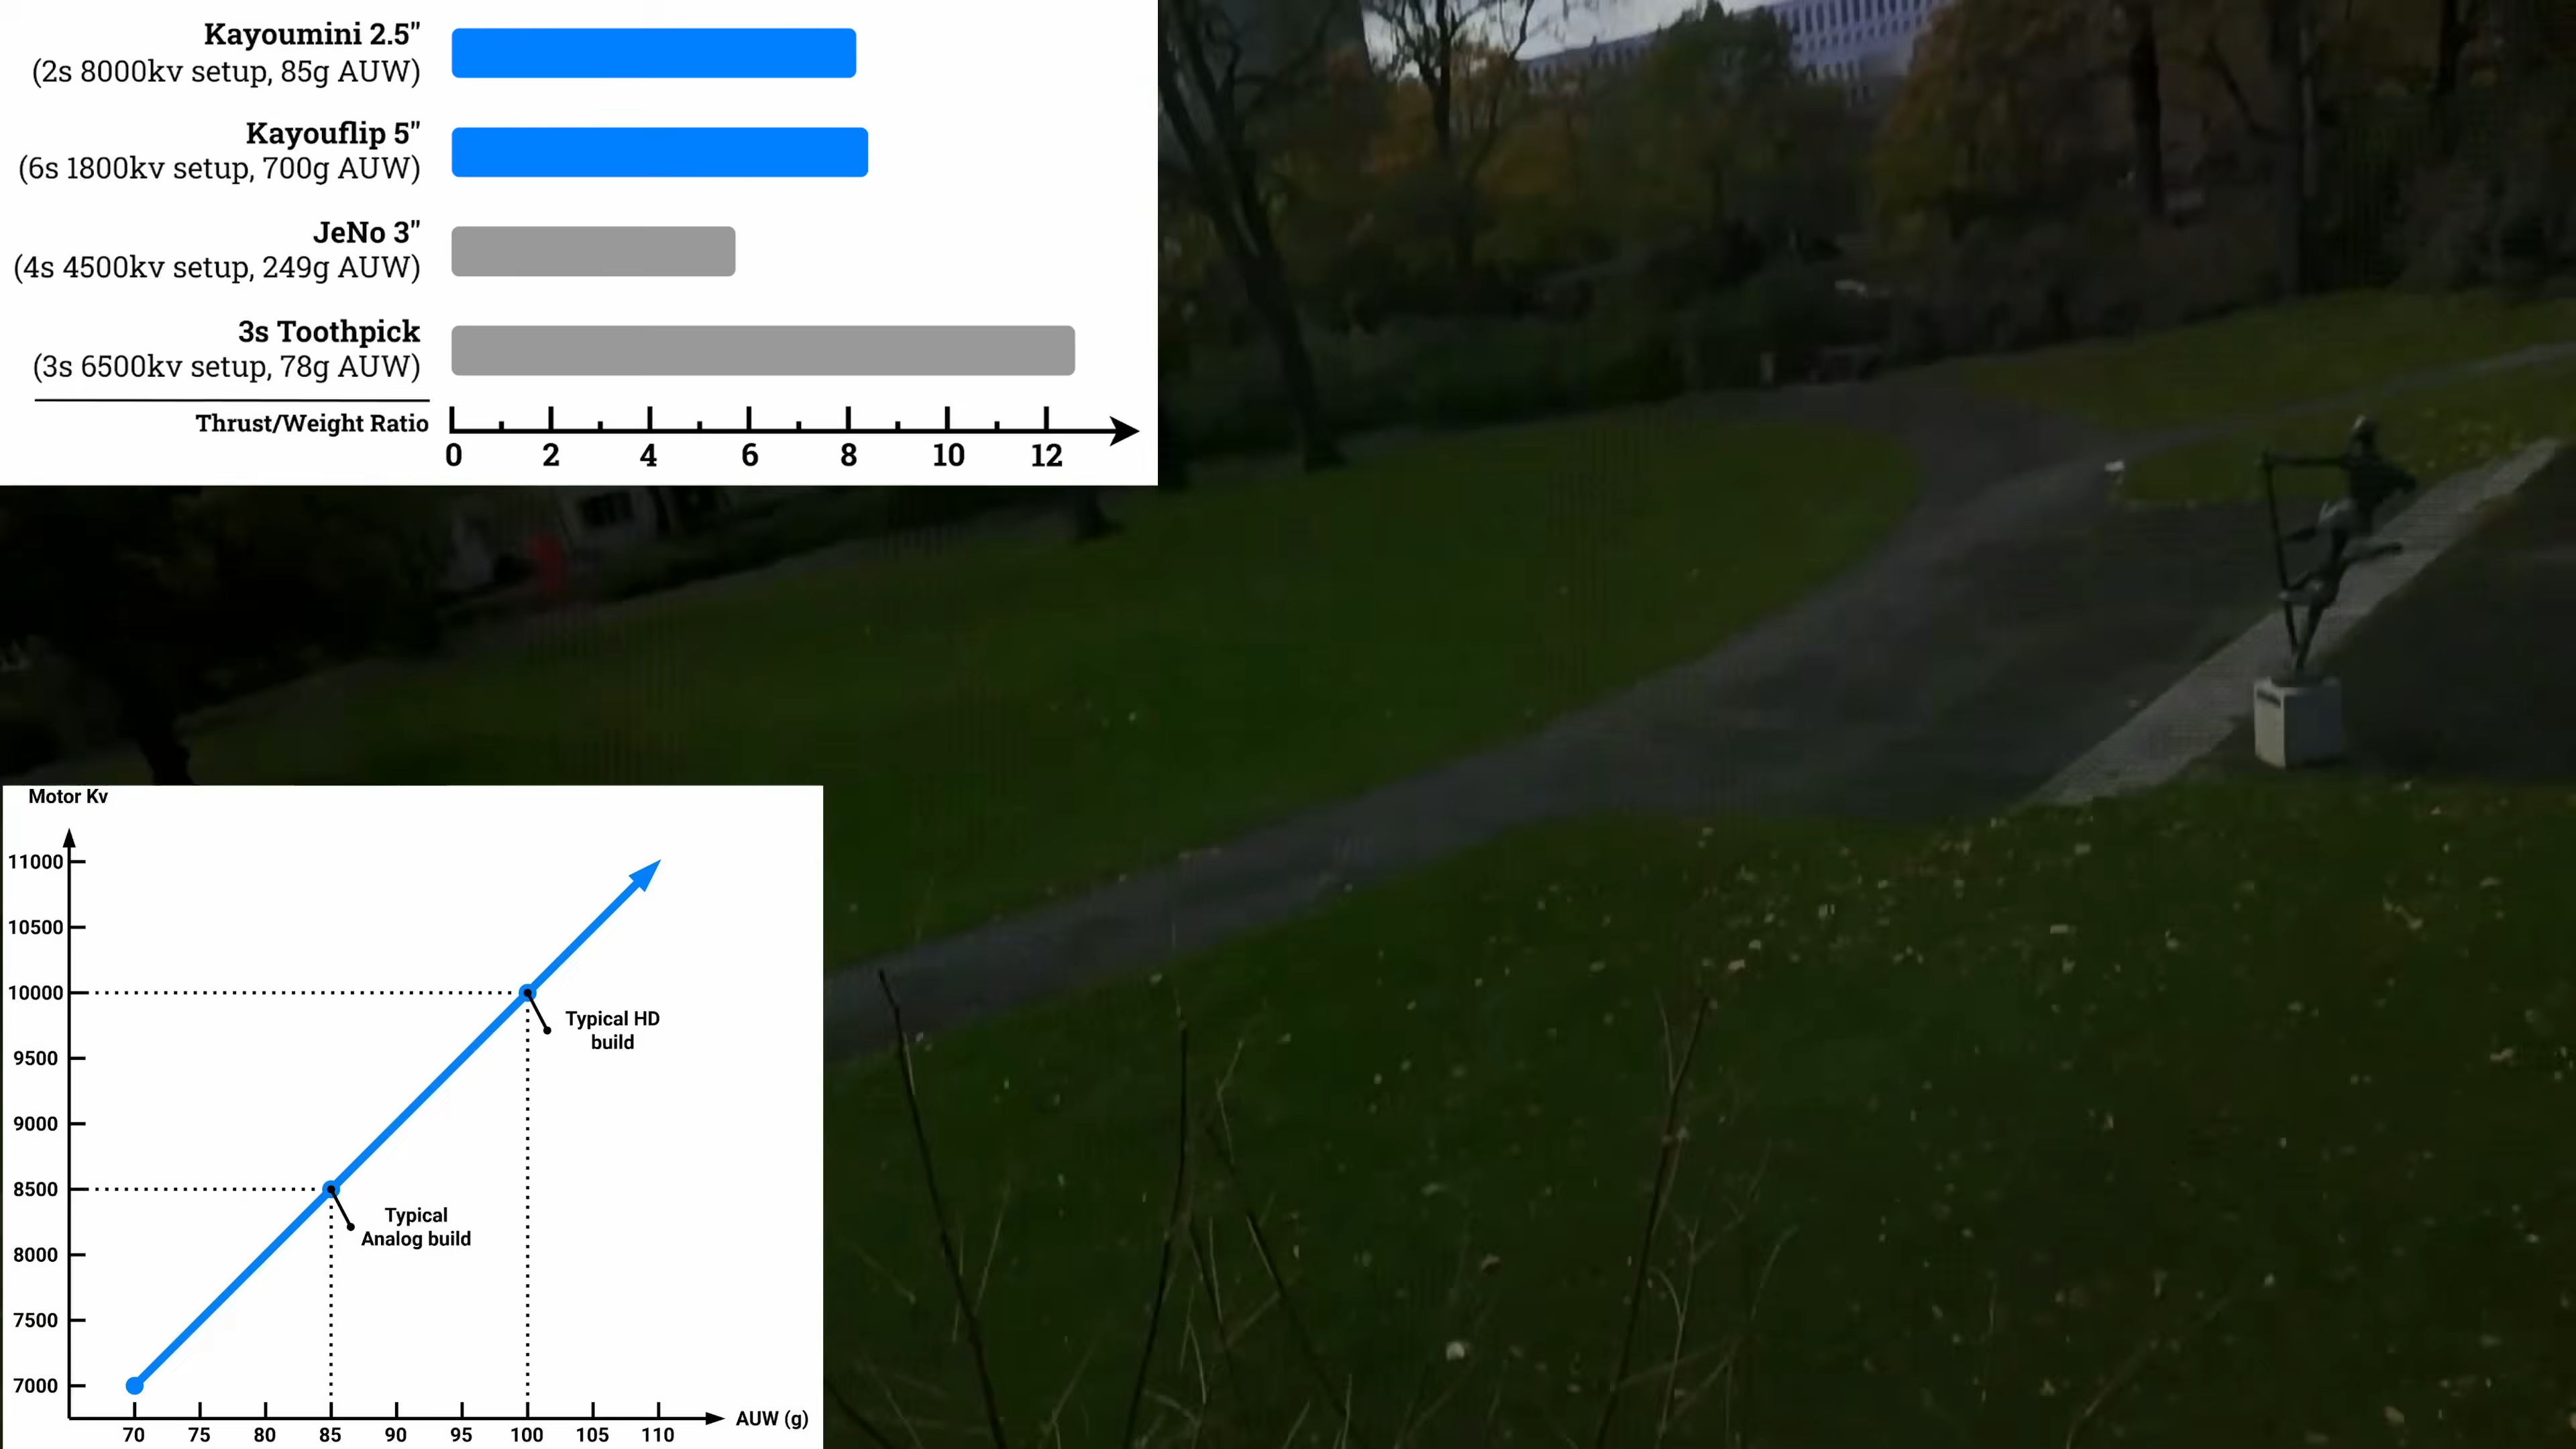 Kayoumini 2.5"
(2s 8000kv setup, 85g AUW)
Kayouflip 5"
(6s 1800kv setup, 700g AUW)
JeNo 3"
(4s 4500kv setup, 249g AUW)
3s Toothpick
(3s 6500kv setup, 78g AUW)
Thrust/Weight Ratio
0 2 4 6 8 10 12
Motor Kv
11000
10500
10000
9500
9000
8500
8000
7500
7000
Typical HD
build
Typical
Analog build
70 75 80 85 90 95 100 105 110
AUW (g)